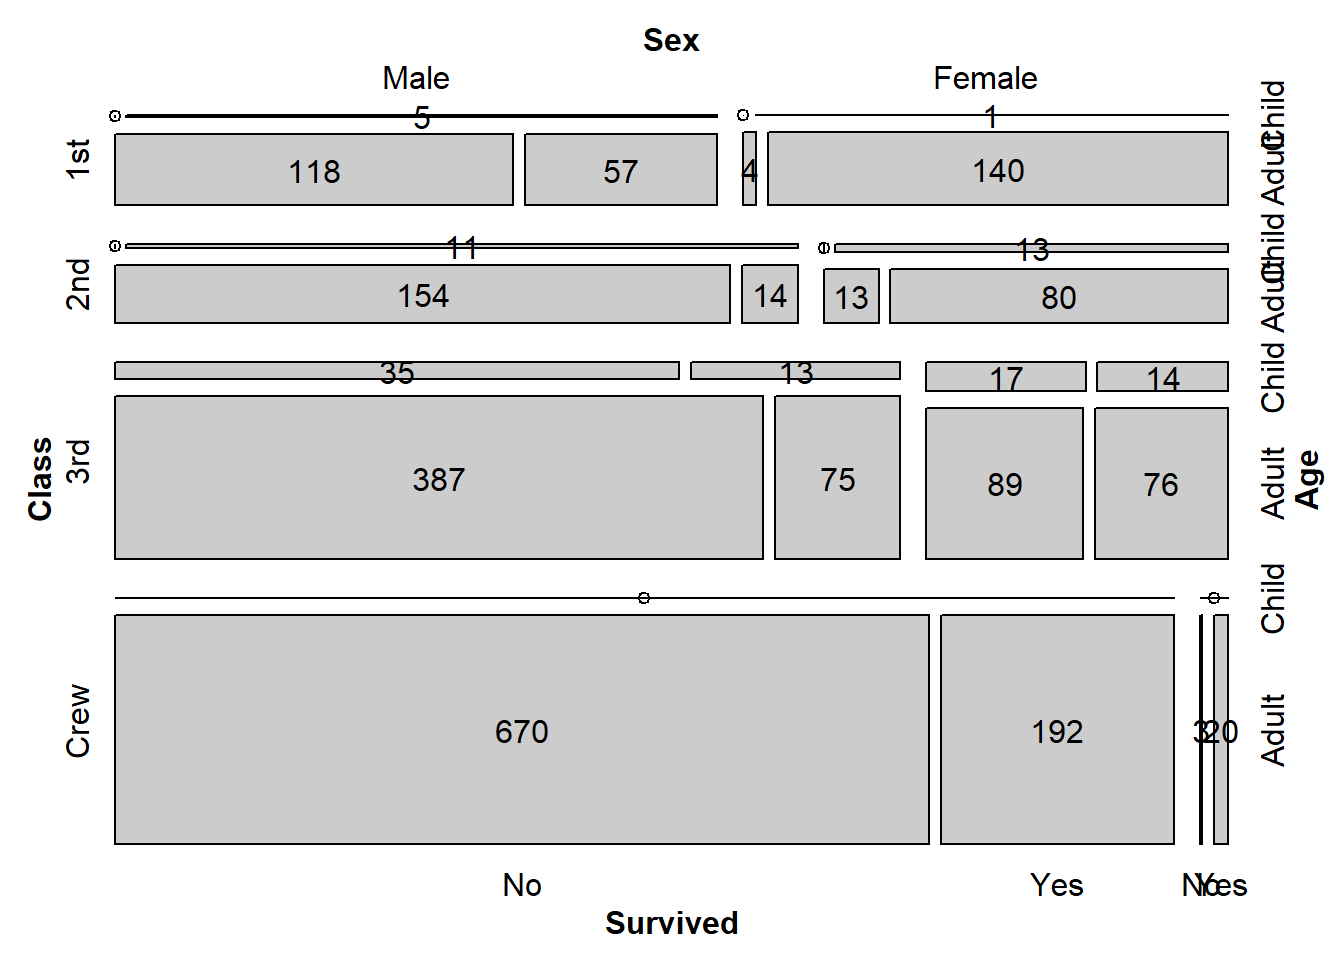 Sex
Male Female
1st 5 1 Child
118 57 4 140 Adult
2nd 11 13 Child
154 14 13 80 Adult
35 13 17 14 Child
Class 3rd 387 75 89 76 Adult Age
Child
Crew 670 192 3 20 Adult
No Yes No Yes
Survived